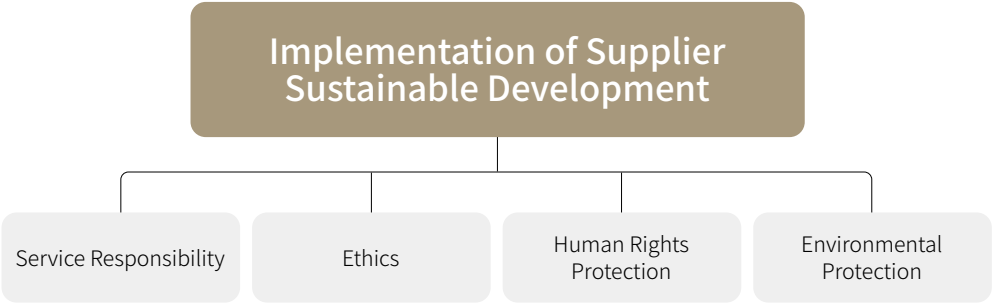 Implementation of Supplier
Sustainable Development
Service Responsibility
Ethics
Human Rights
Protection
Environmental
Protection